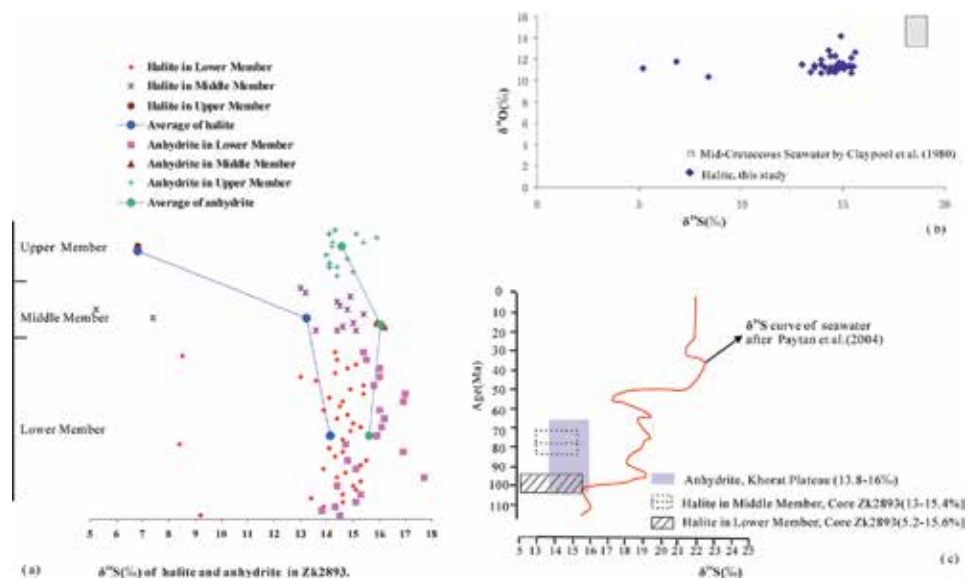 Halite in Lower Member
Halite in Middle Member
Halite in Upper Member
Average of halite
Anhydrite in Lower Member
Anhydrite in Middle Member
Anhydrite in Upper Member
Average of anhydrite
Upper Member
Middle Member
Lower Member
5 6 7 8 9 10 11 12 13 14 15 16 17 18
(a)
δ³⁴S(‰) of halite and anhydrite in Zk2893.
16
14
12
10
8
6
4
2
0
δ¹⁸O(‰)
Mid-Cretaceous Seawater by Claypool et al. (1980)
Halite, this study
0 5 10 15 20
δ³⁴S(‰)
(b)
0
10
20
30
40
50
60
70
80
90
100
110
Age(Ma)
δ³⁴S curve of seawater
after Paytan et al.(2004)
Anhydrite, Khorat Plateau (13.8-16‰)
Halite in Middle Member, Core Zk2893(13-15.4%)
Halite in Lower Member, Core Zk2893(5.2-15.6%)
5 13 14 15 16 17 18 19 20 21 22 23 25
δ³⁴S(‰)
(c)